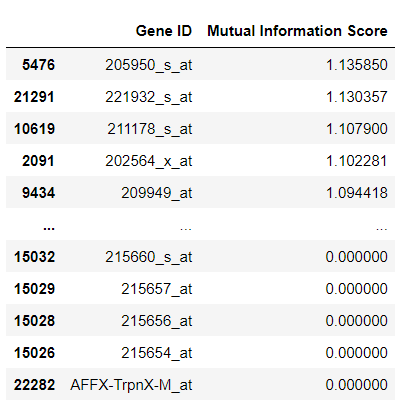 Gene ID Mutual Information Score
5476 205950_s_at 1.135850
21291 221932_s_at 1.130357
10619 211178_s_at 1.107900
2091 202564_x_at 1.102281
9434 209949_at 1.094418
... ... ...
15032 215660_s_at 0.000000
15029 215657_at 0.000000
15028 215656_at 0.000000
15026 215654_at 0.000000
22282 AFFX-TrpnX-M_at 0.000000